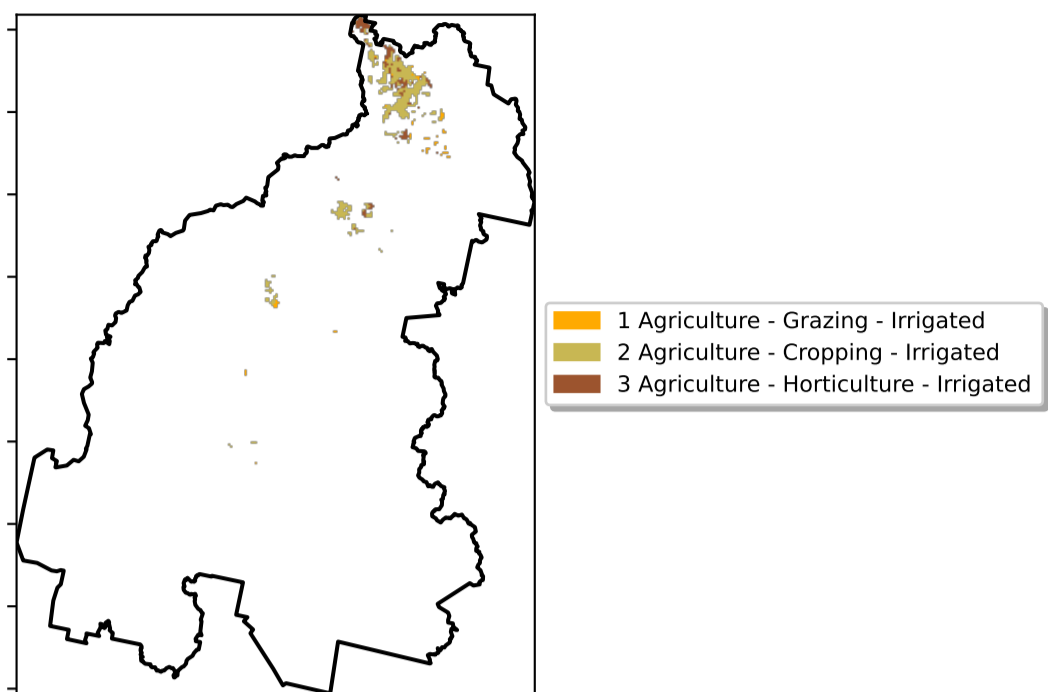 1 Agriculture - Grazing - Irrigated
2 Agriculture - Cropping - Irrigated
3 Agriculture - Horticulture - Irrigated